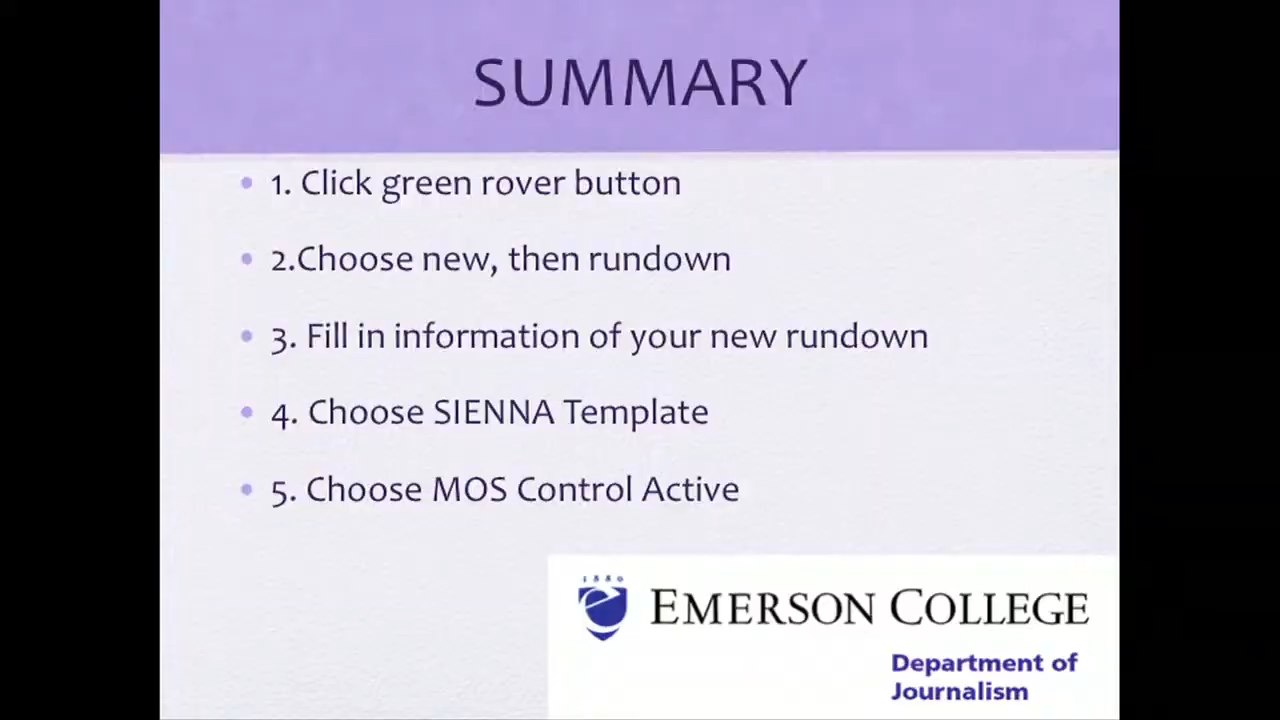 SUMMARY
• 1. Click green rover button
• 2.Choose new, then rundown
• 3. Fill in information of your new rundown
• 4. Choose SIENNA Template
• 5. Choose MOS Control Active
1880
EMERSON COLLEGE
Department of
Journalism